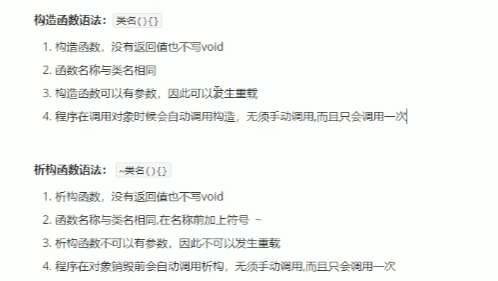 构造函数语法：类名(){}
1. 构造函数，没有返回值也不写void
2. 函数名称与类名相同
3. 构造函数可以有参数，因此可以发生重载
4. 程序在调用对象时候会自动调用构造，无须手动调用,而且只会调用一次
析构函数语法：~类名(){}
1. 析构函数，没有返回值也不写void
2. 函数名称与类名相同,在名称前加上符号 ~
3. 析构函数不可以有参数，因此不可以发生重载
4. 程序在对象销毁前会自动调用析构，无须手动调用,而且只会调用一次